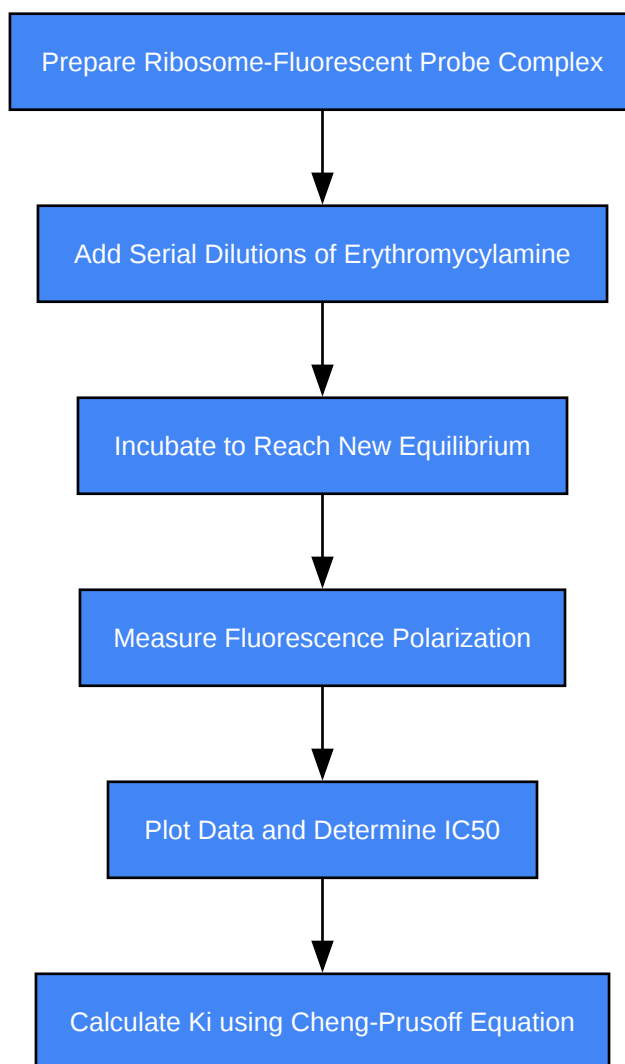 Prepare Ribosome-Fluorescent Probe Complex
Add Serial Dilutions of Erythromycylamine
Incubate to Reach New Equilibrium
Measure Fluorescence Polarization
Plot Data and Determine IC50
Calculate Ki using Cheng-Prusoff Equation